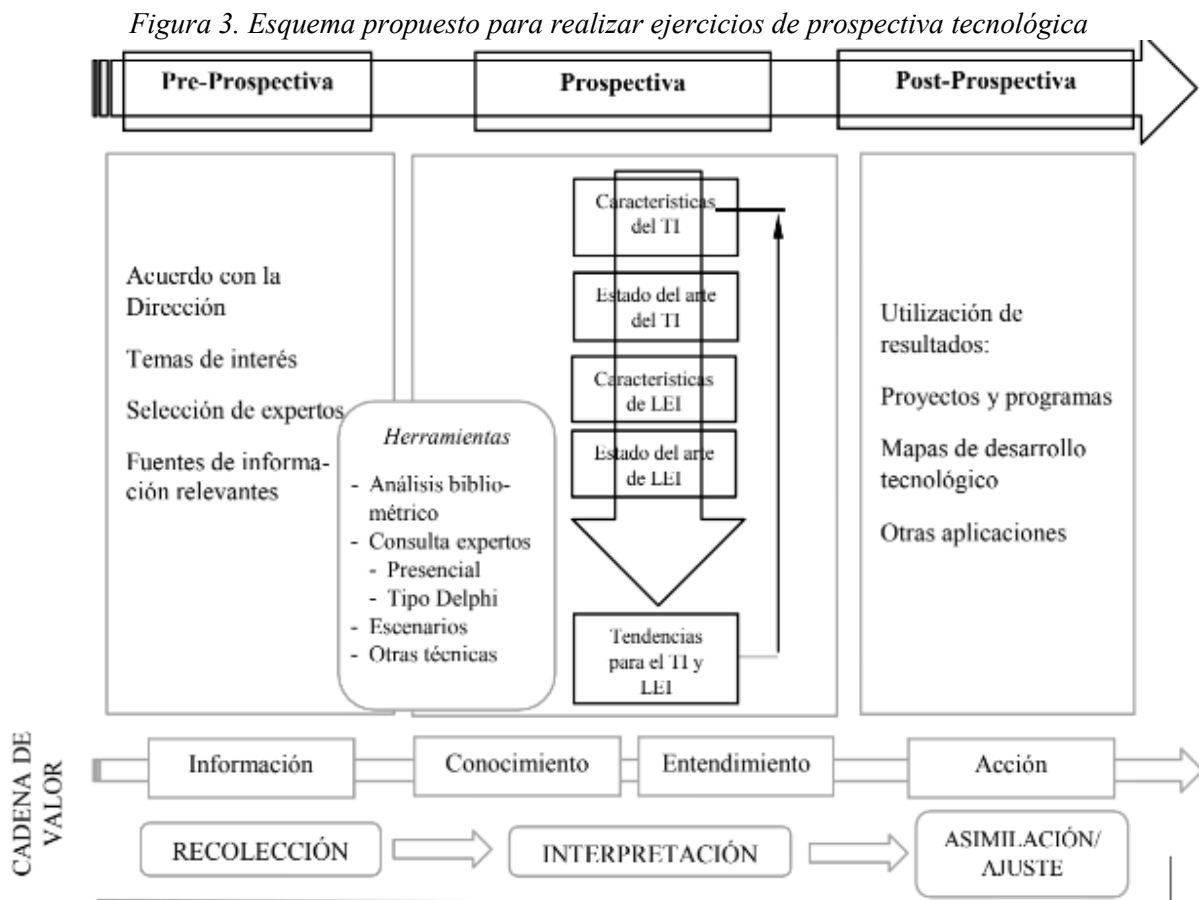 Figura 3. Esquema propuesto para realizar ejercicios de prospectiva tecnológica
Pre-Prospectiva
Prospectiva
Post-Prospectiva
Acuerdo con la
Dirección
Temas de interés
Selección de expertos
Fuentes de informa-
ción relevantes
Herramientas
- Análisis biblio-
métrico
- Consulta expertos
- Presencial
- Tipo Delphi
- Escenarios
- Otras técnicas
Características
del TI
Estado del arte
del TI
Características
de LEI
Estado del arte
de LEI
Tendencias
para el TI y
LEI
Utilización de
resultados:
Proyectos y programas
Mapas de desarrollo
tecnológico
Otras aplicaciones
CADENA DE
VALOR
Información
Conocimiento
Entendimiento
Acción
RECOLECCIÓN
INTERPRETACIÓN
ASIMILACIÓN/
AJUSTE